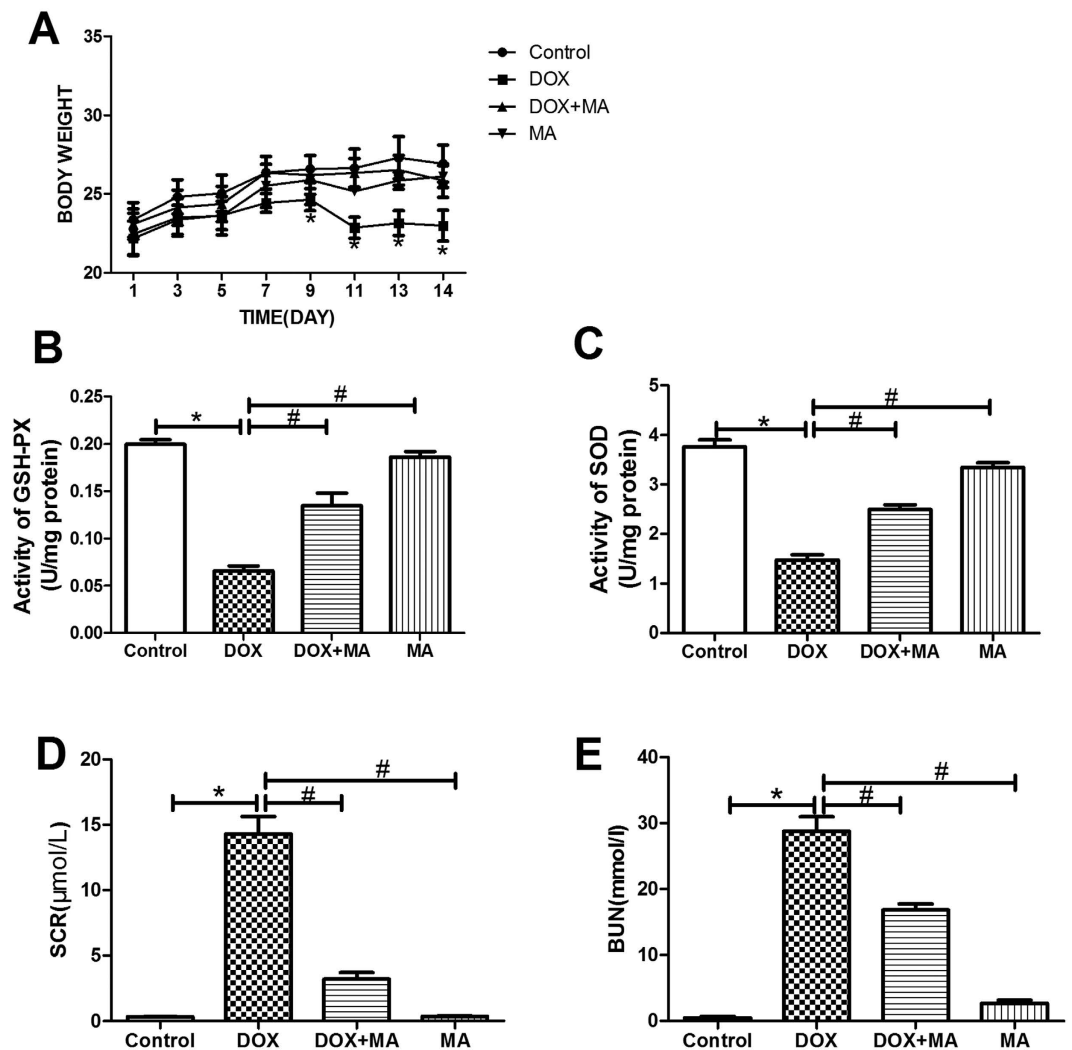 A
35
30
25
20
BODY WEIGHT
* * * *
1 3 5 7 9 11 13 14
TIME(DAY)
Control
DOX
DOX+MA
MA
B
0.25
0.20
0.15
0.10
0.05
0.00
Activity of GSH-PX
(U/mg protein)
#
* #
Control DOX DOX+MA MA
C
5
4
3
2
1
0
Activity of SOD
(U/mg protein)
#
* #
Control DOX DOX+MA MA
D
20
15
10
5
0
SCR(μmol/L)
#
* #
Control DOX DOX+MA MA
E
40
30
20
10
0
BUN(mmol/l)
#
* #
Control DOX DOX+MA MA